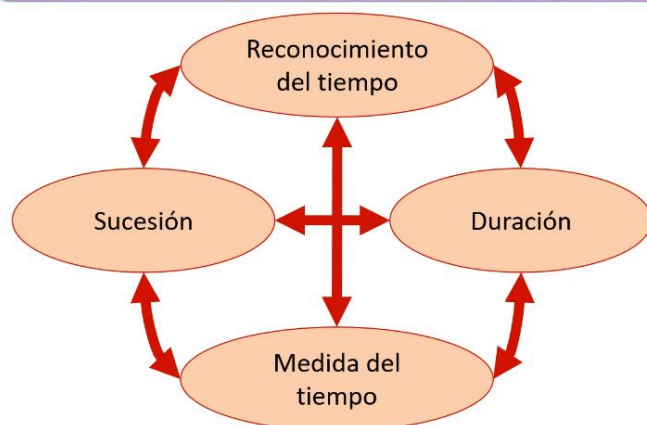 Reconocimiento
del tiempo
Sucesión
Duración
Medida del
tiempo